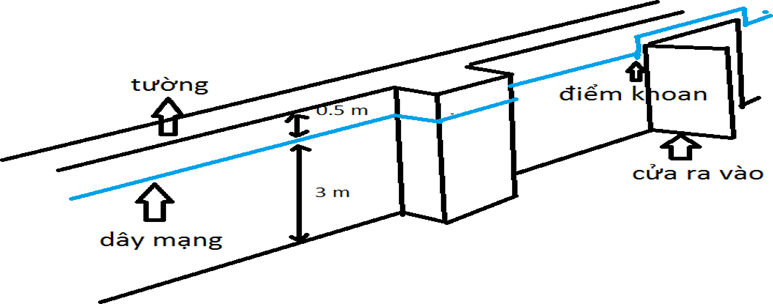 tường
0.5 m
điểm khoan
3 m
cửa ra vào
dây mạng